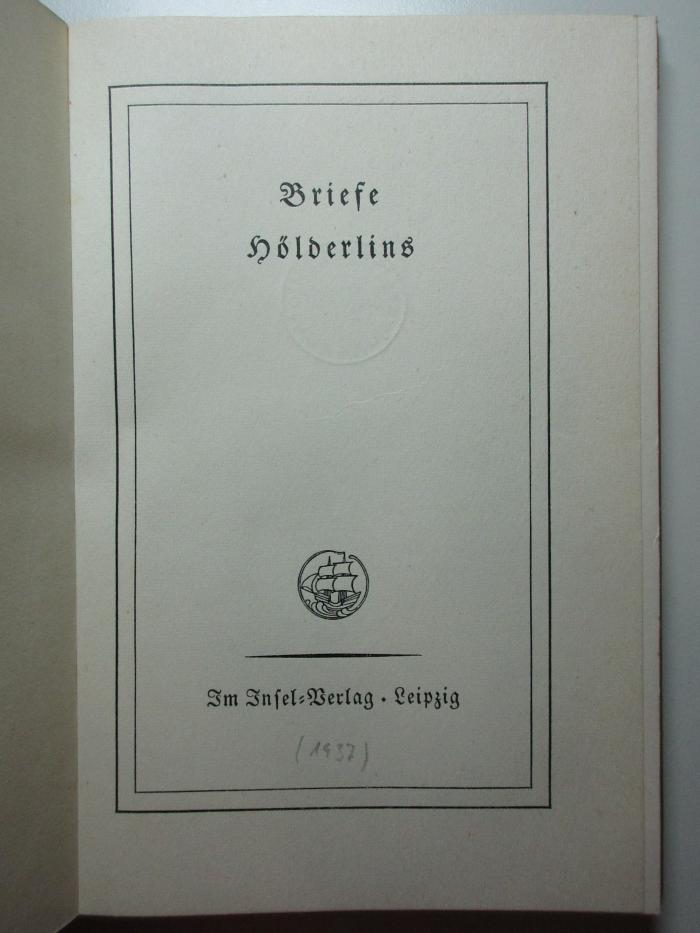 Briefe
Hölderlins
Im Insel-Verlag • Leipzig
(1937)